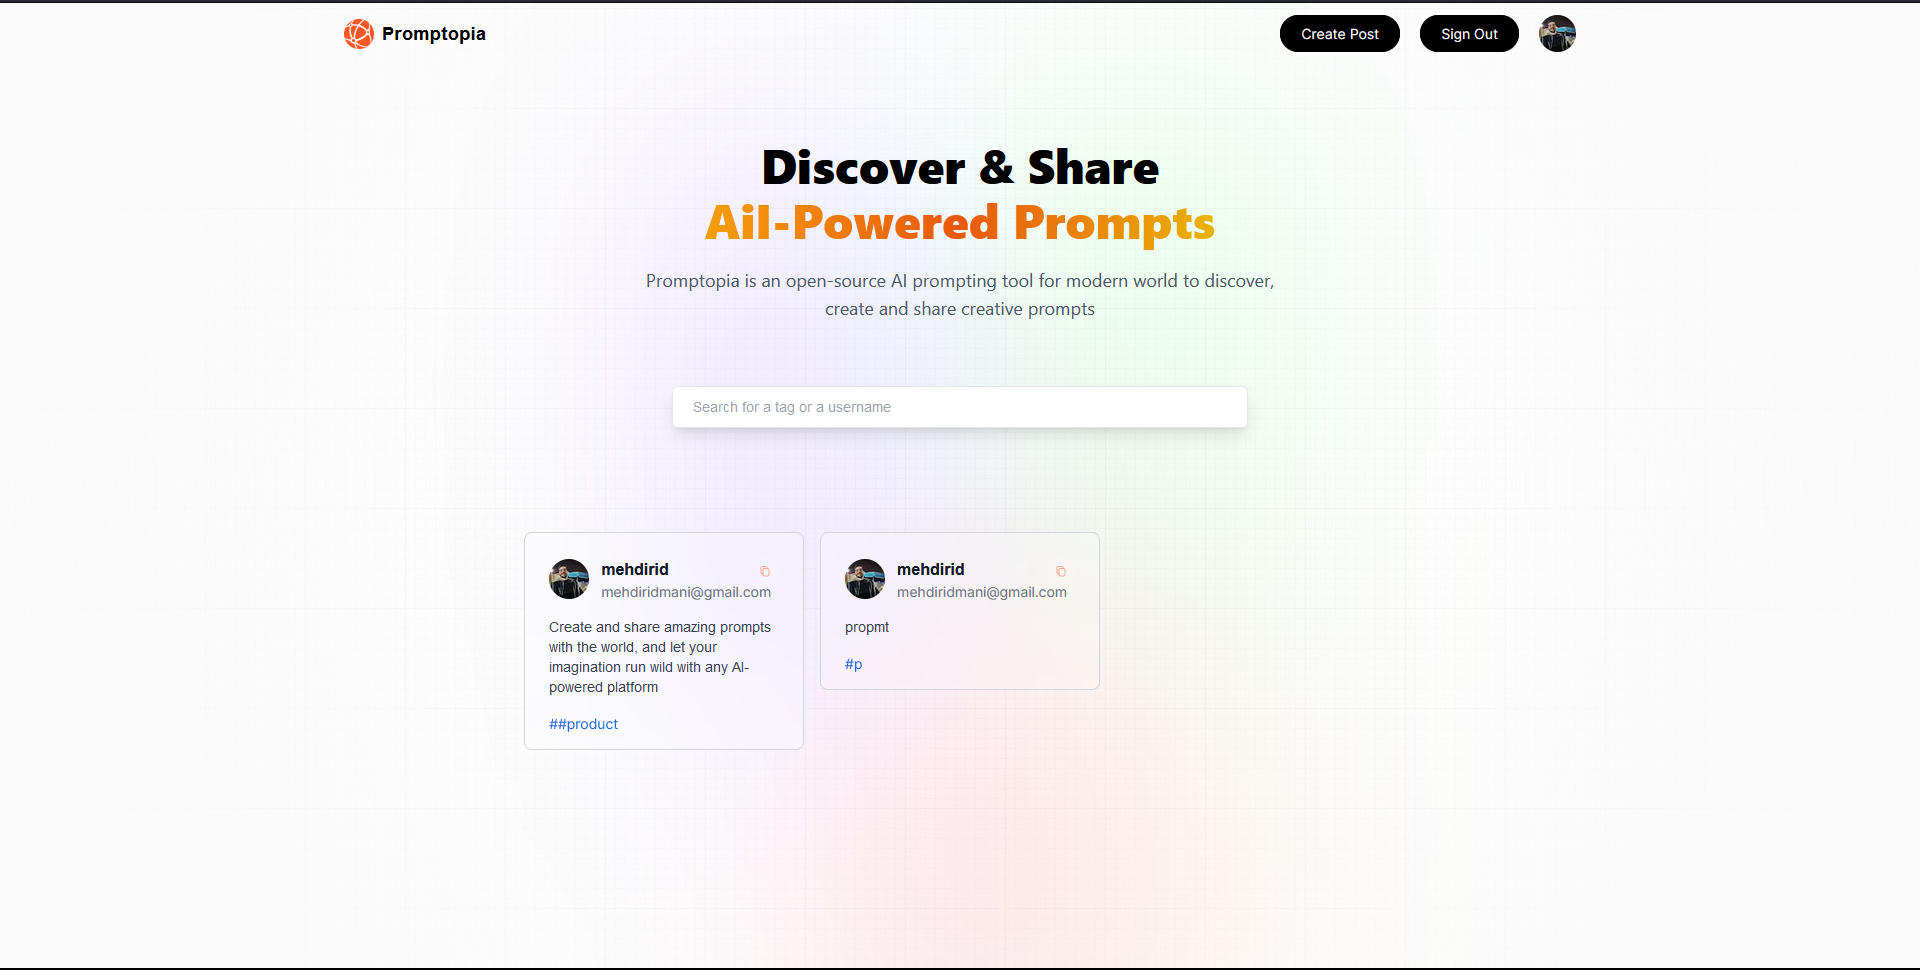 Promptopia
Create Post
Sign Out
Discover & Share
Ail-Powered Prompts
Promptopia is an open-source AI prompting tool for modern world to discover,
create and share creative prompts
Search for a tag or a username
mehdirid
mehdiridmani@gmail.com
Create and share amazing prompts
with the world, and let your
imagination run wild with any AI-
powered platform
##product
mehdirid
mehdiridmani@gmail.com
propmt
#p